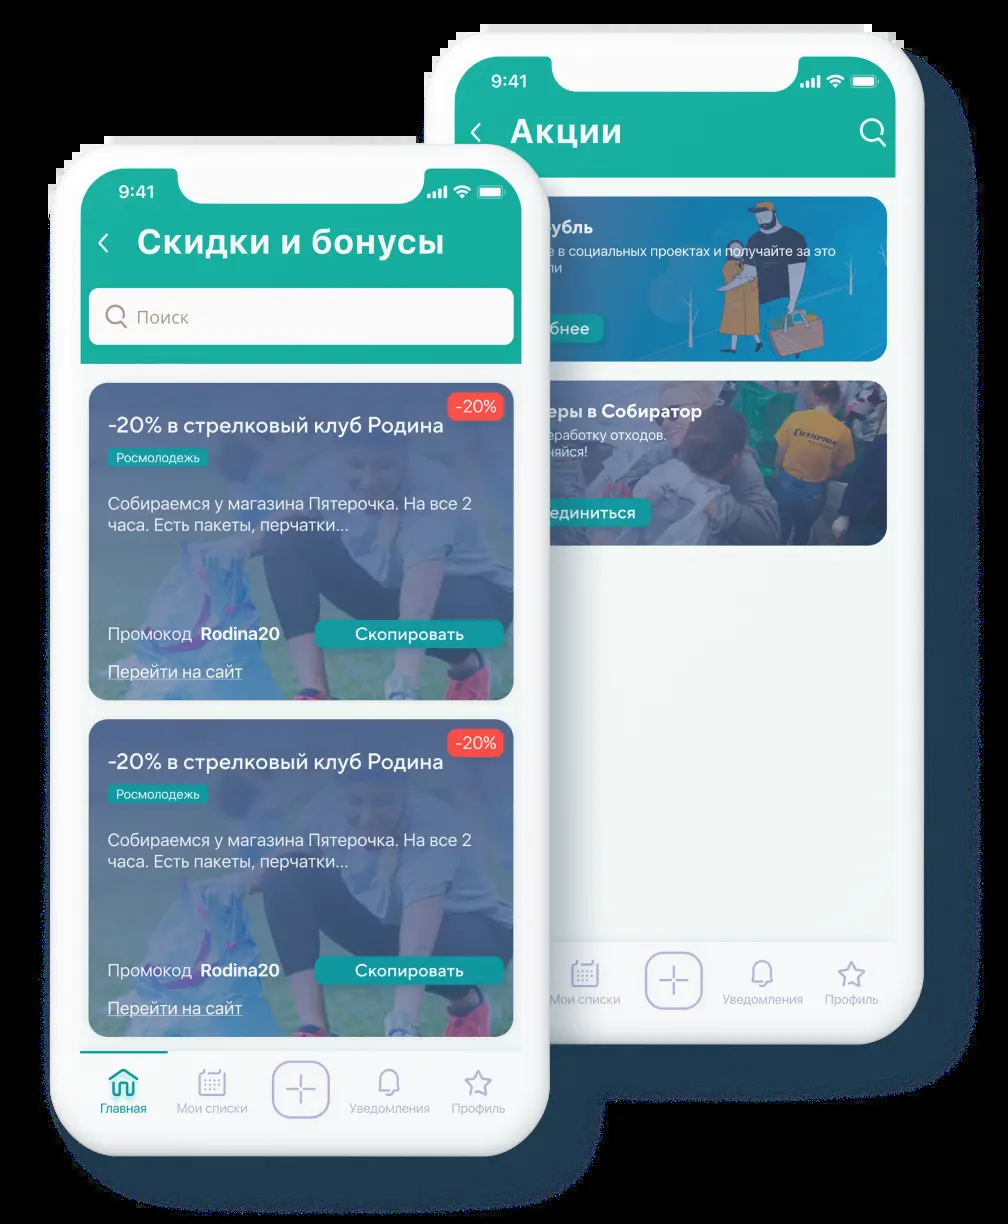 9:41
Скидки и бонусы
Поиск
-20%
-20% в стрелковый клуб Родина
Росмолодежь
Собираемся у магазина Пятерочка. На все 2
часа. Есть пакеты, перчатки...
Промокод Rodina20
Скопировать
Перейти на сайт
-20%
-20% в стрелковый клуб Родина
Росмолодежь
Собираемся у магазина Пятерочка. На все 2
часа. Есть пакеты, перчатки...
Промокод Rodina20
Скопировать
Перейти на сайт
Главная
Мои списки
Уведомления
Профиль
9:41
Акции
убль
е в социальных проектах и получайте за это
ли
бнее
еры в Собиратор
еработку отходов.
няйся!
единиться
Champion
Мои списки
Уведомления
Профиль